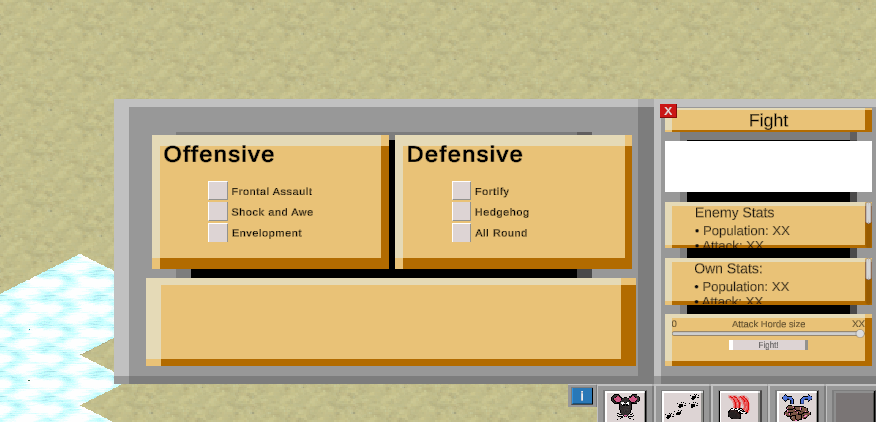 Offensive
Frontal Assault
Shock and Awe
Envelopment
Defensive
Fortify
Hedgehog
All Round
X
Fight
Enemy Stats
• Population: XX
• Attack: XX
Own Stats:
• Population: XX
• Attack: XX
0 Attack Horde size XX
Fight!
i